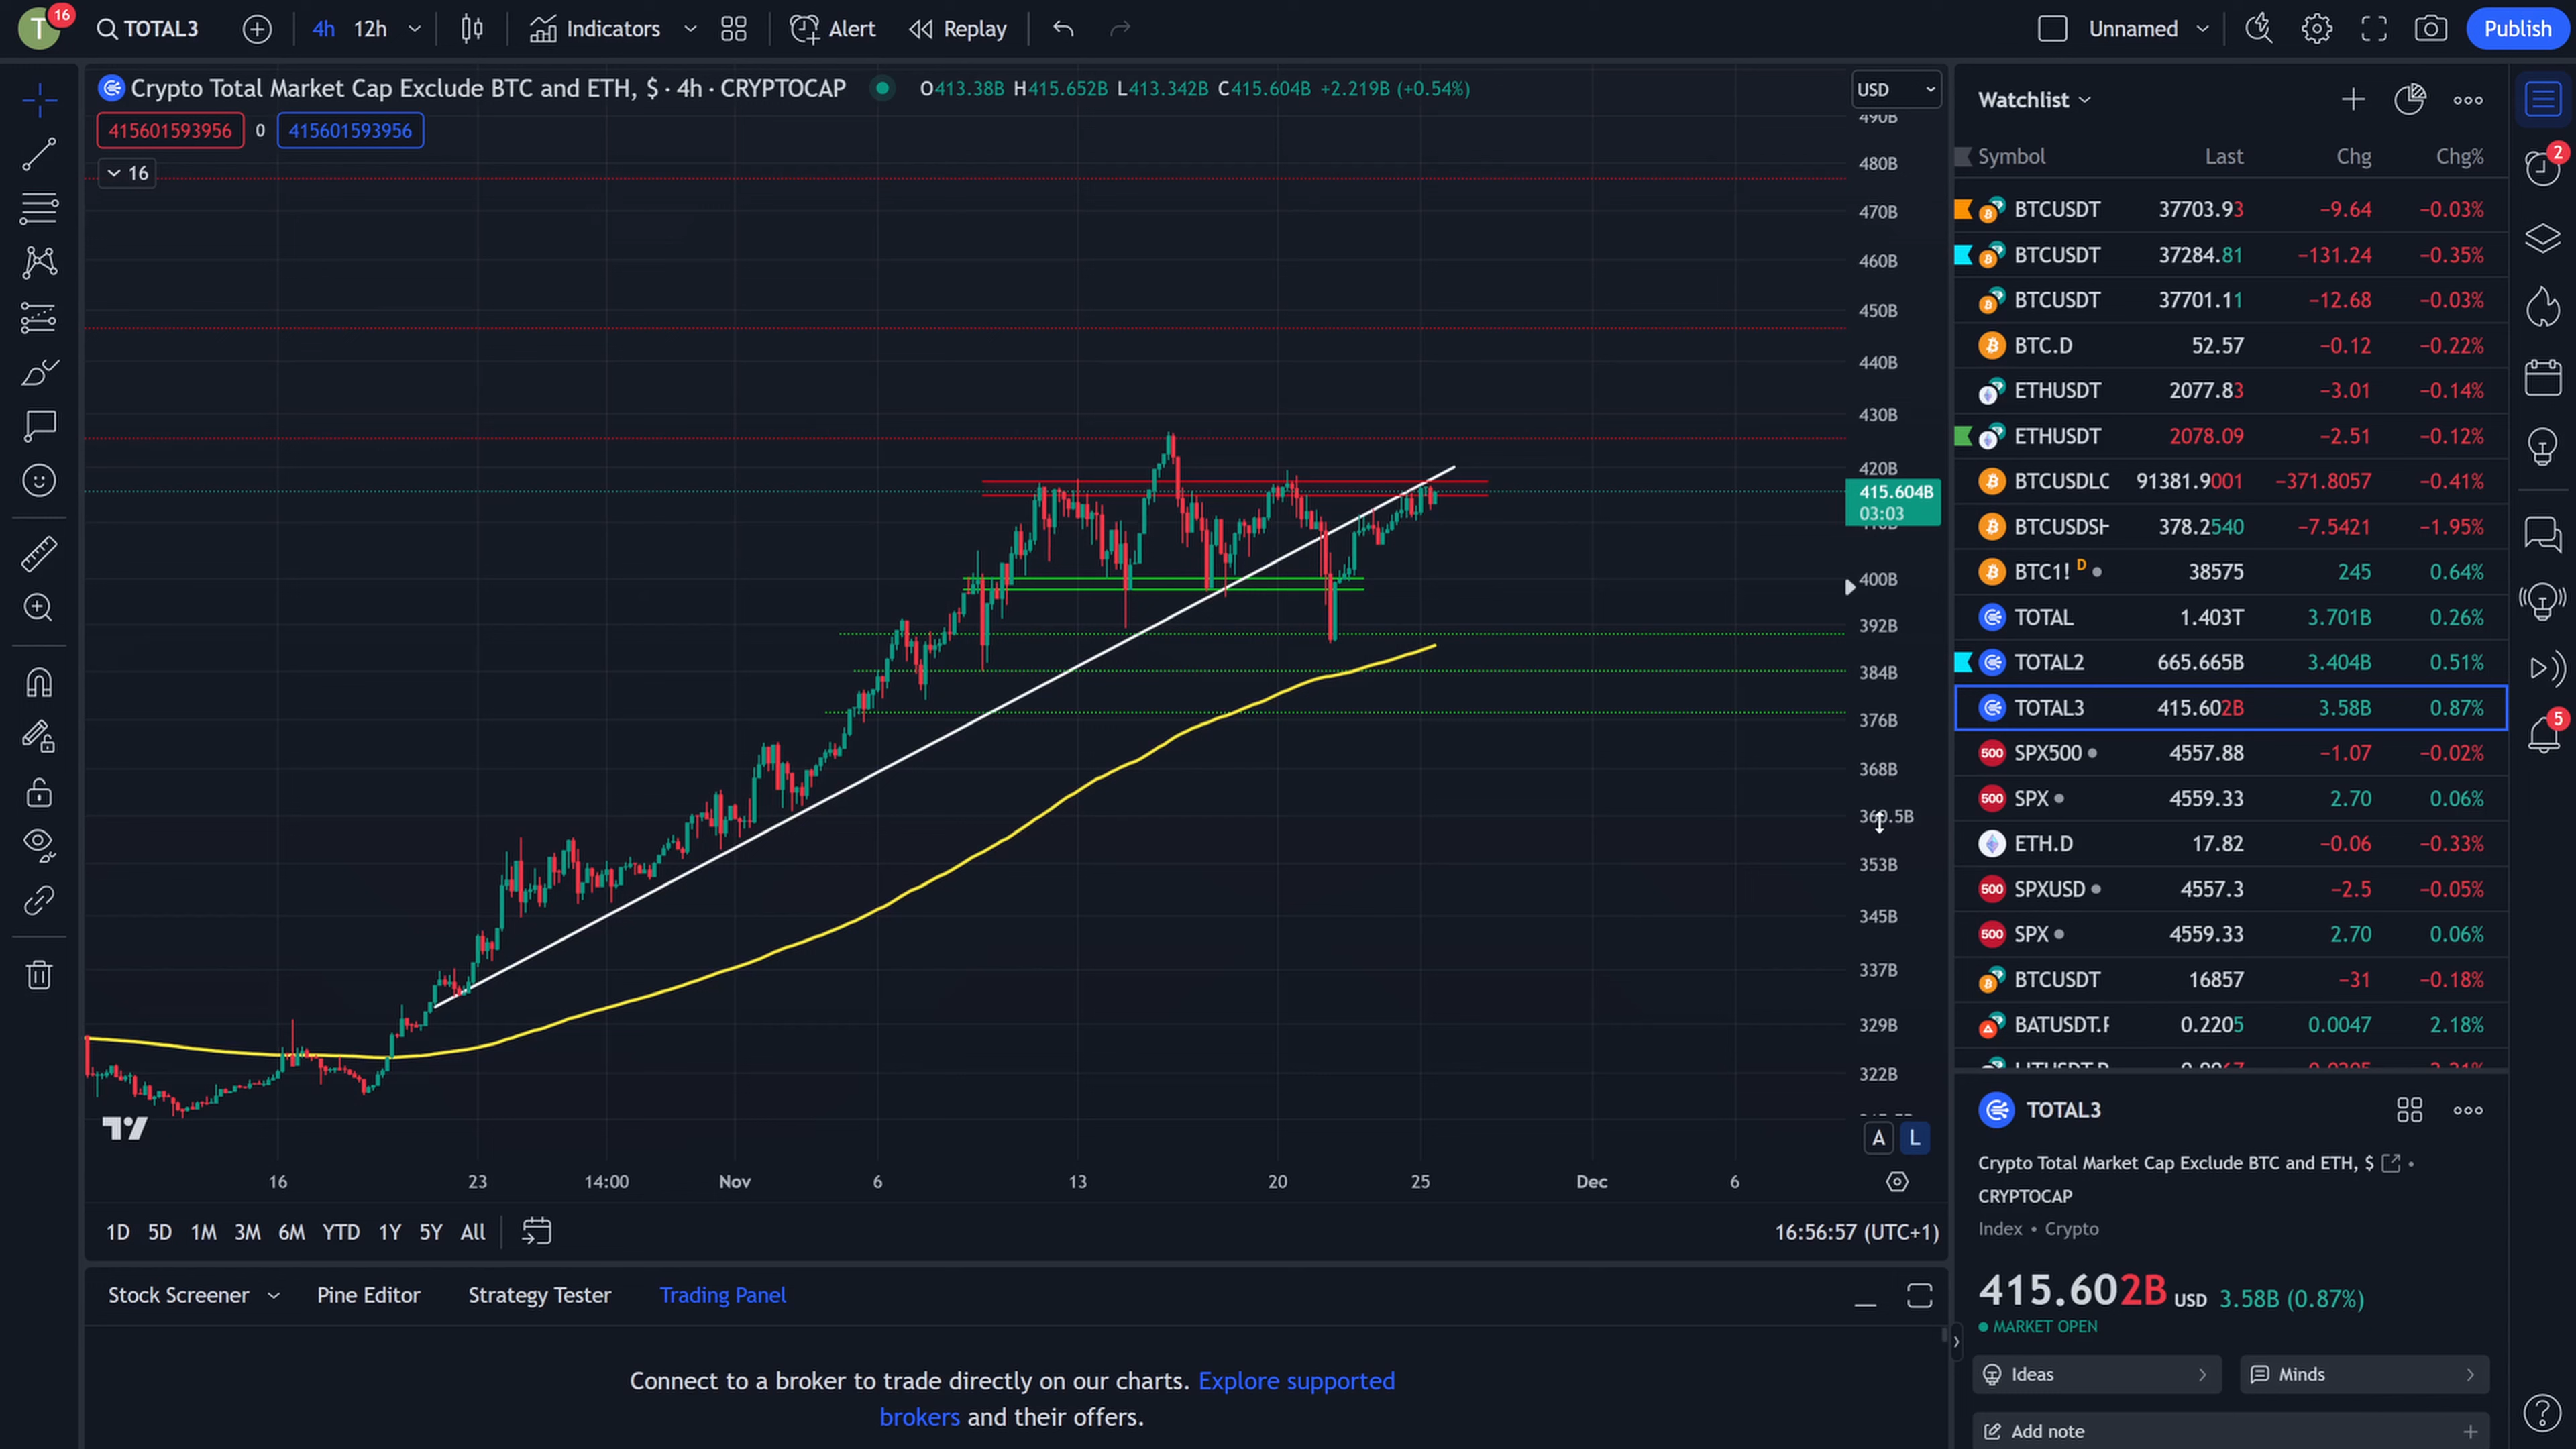 T 16 TOTAL3 4h 12h Indicators Alert Replay Unnamed Publish
Crypto Total Market Cap Exclude BTC and ETH, $ · 4h · CRYPTOCAP O413.38B H415.652B L413.342B C415.604B +2.219B (+0.54%)
USD
415601593956 0 415601593956
16
490B
480B
470B
460B
450B
440B
430B
420B
415.604B
03:03
400B
392B
384B
376B
368B
360.5B
353B
345B
337B
329B
322B
A L
16 23 14:00 Nov 6 13 20 25 Dec 6
1D 5D 1M 3M 6M YTD 1Y 5Y All 16:56:57 (UTC+1)
Stock Screener Pine Editor Strategy Tester Trading Panel
Connect to a broker to trade directly on our charts. Explore supported
brokers and their offers.
Watchlist
Symbol Last Chg Chg%
BTCUSDT 37703.93 −9.64 −0.03%
BTCUSDT 37284.81 −131.24 −0.35%
BTCUSDT 37701.11 −12.68 −0.03%
BTC.D 52.57 −0.12 −0.22%
ETHUSDT 2077.83 −3.01 −0.14%
ETHUSDT 2078.09 −2.51 −0.12%
BTCUSDLO 91381.9001 −371.8057 −0.41%
BTCUSDSH 378.2540 −7.5421 −1.95%
BTC1! D 38575 245 0.64%
TOTAL 1.403T 3.701B 0.26%
TOTAL2 665.665B 3.404B 0.51%
TOTAL3 415.602B 3.58B 0.87%
500 SPX500 4557.88 −1.07 −0.02%
500 SPX 4559.33 2.70 0.06%
ETH.D 17.82 −0.06 −0.33%
500 SPXUSD 4557.3 −2.5 −0.05%
500 SPX 4559.33 2.70 0.06%
BTCUSDT 16857 −31 −0.18%
BATUSDT.P 0.2205 0.0047 2.18%
TOTAL3
Crypto Total Market Cap Exclude BTC and ETH, $
CRYPTOCAP
Index • Crypto
415.602B USD 3.58B (0.87%)
MARKET OPEN
Ideas Minds
Add note
2
5